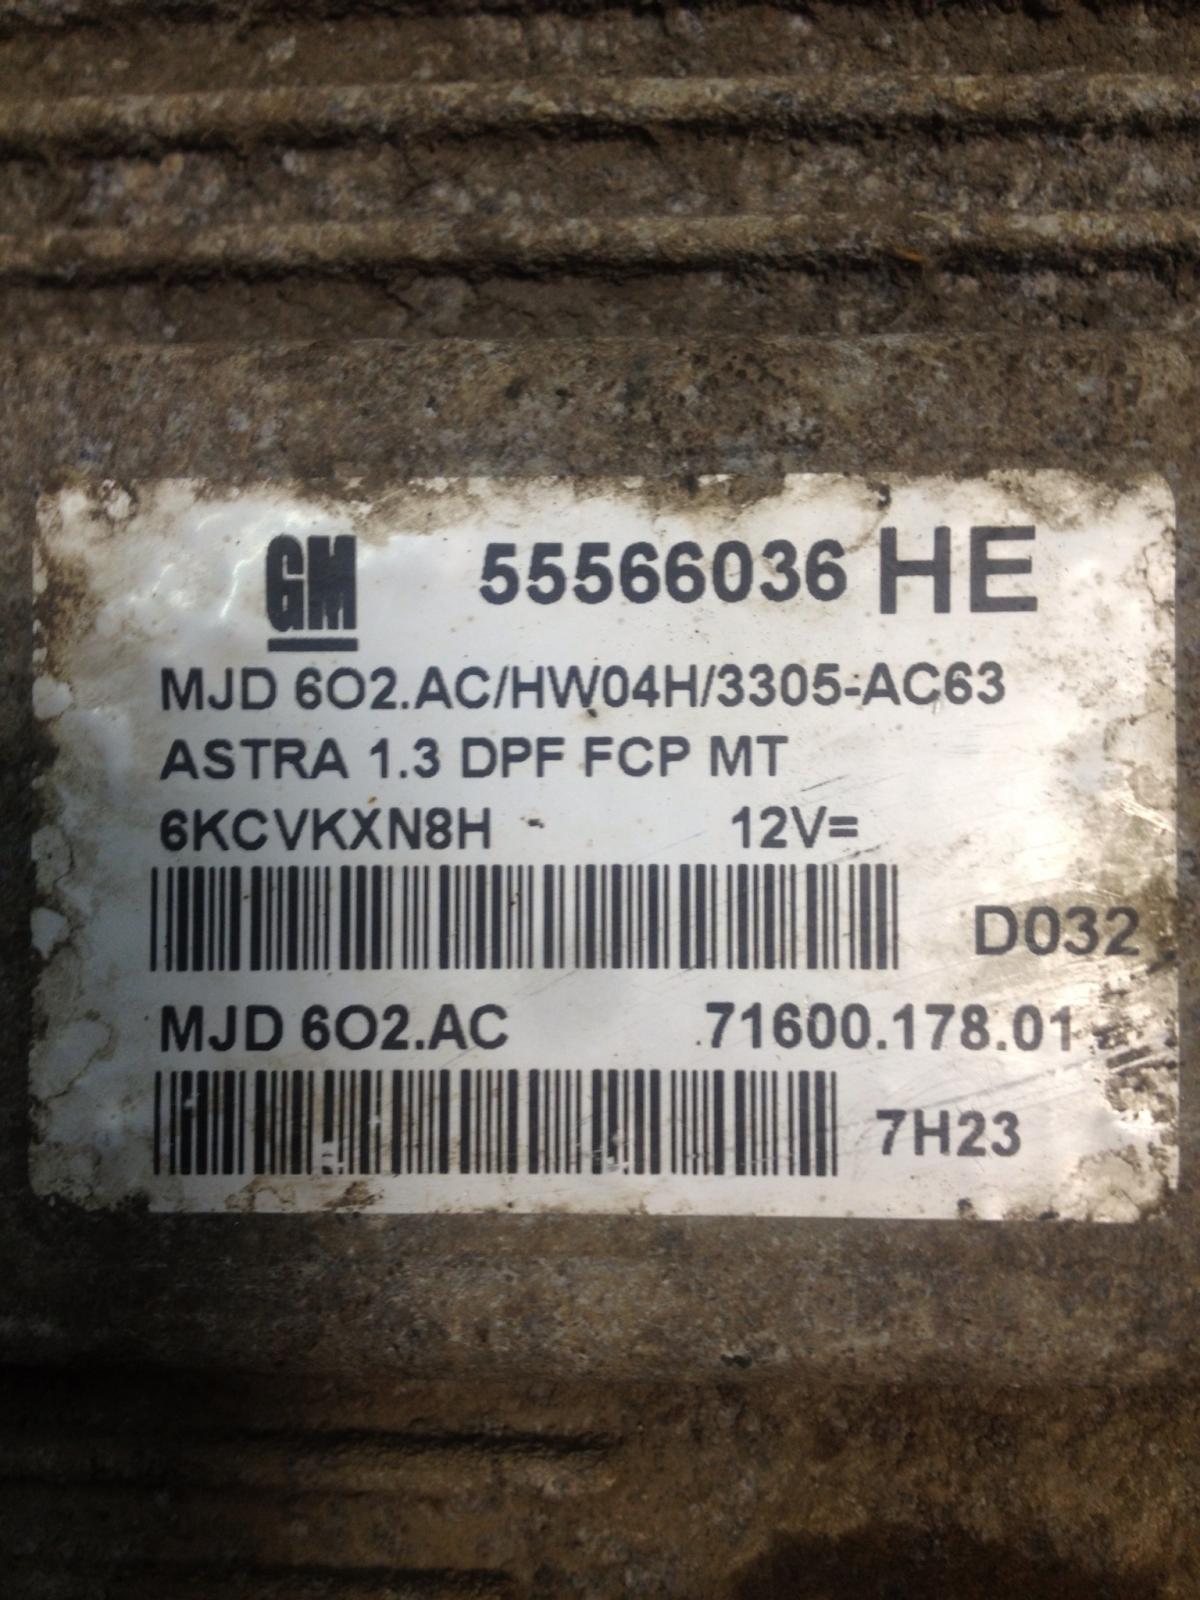 GM 55566036 HE
MJD 6O2.AC/HW04H/3305-AC63
ASTRA 1.3 DPF FCP MT
6KCVKXN8H 12V=
D032
MJD 6O2.AC 71600.178.01
7H23